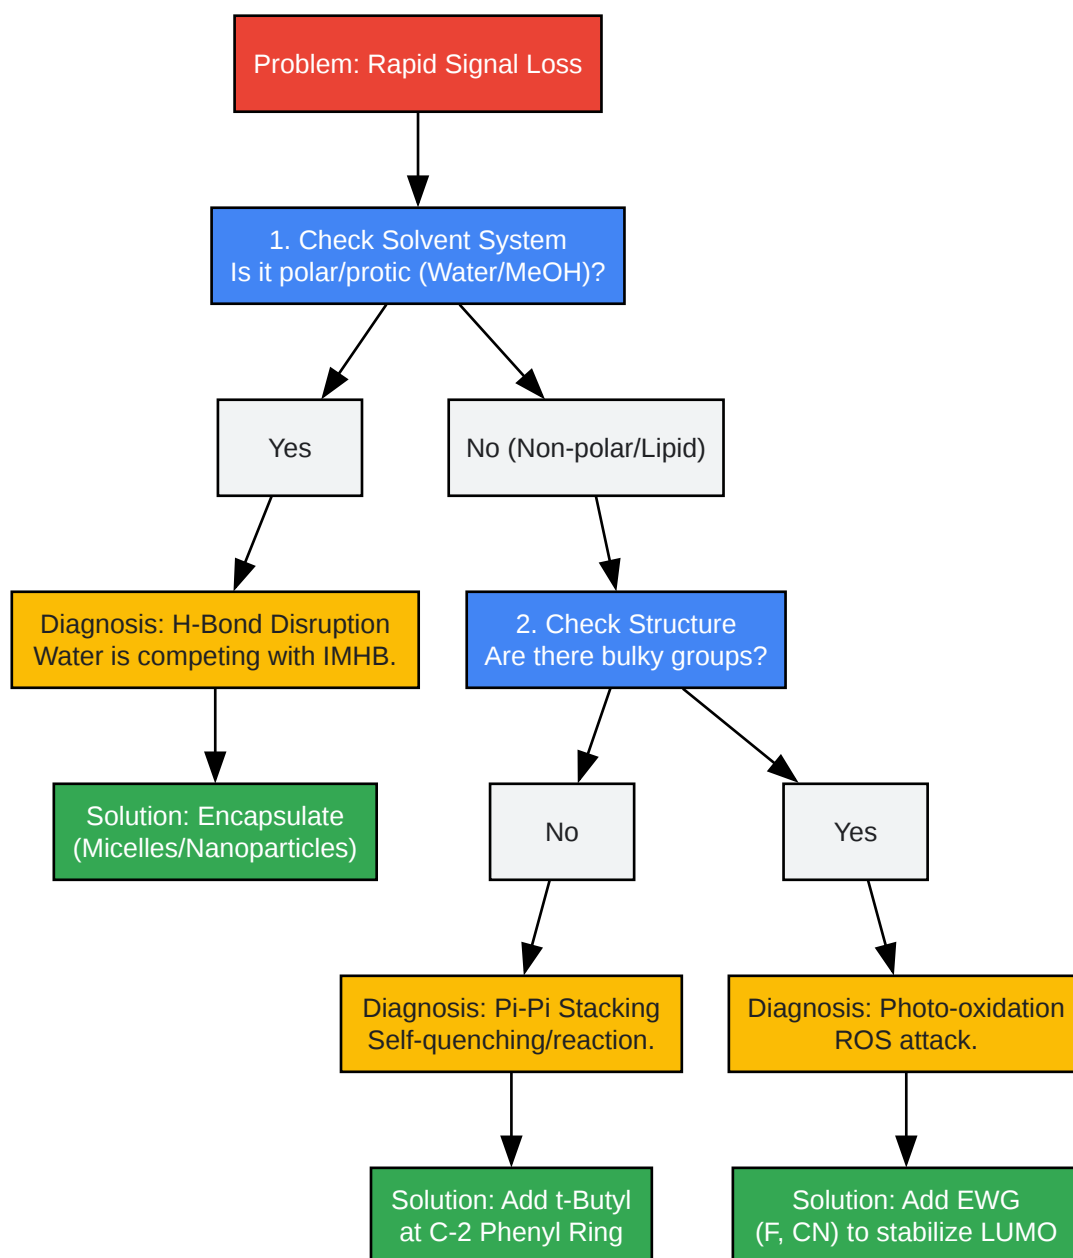 Problem: Rapid Signal Loss
1. Check Solvent System
Is it polar/protic (Water/MeOH)?
Yes
No (Non-polar/Lipid)
Diagnosis: H-Bond Disruption
Water is competing with IMHB.
2. Check Structure
Are there bulky groups?
Solution: Encapsulate
(Micelles/Nanoparticles)
No
Yes
Diagnosis: Pi-Pi Stacking
Self-quenching/reaction.
Diagnosis: Photo-oxidation
ROS attack.
Solution: Add t-Butyl
at C-2 Phenyl Ring
Solution: Add EWG
(F, CN) to stabilize LUMO